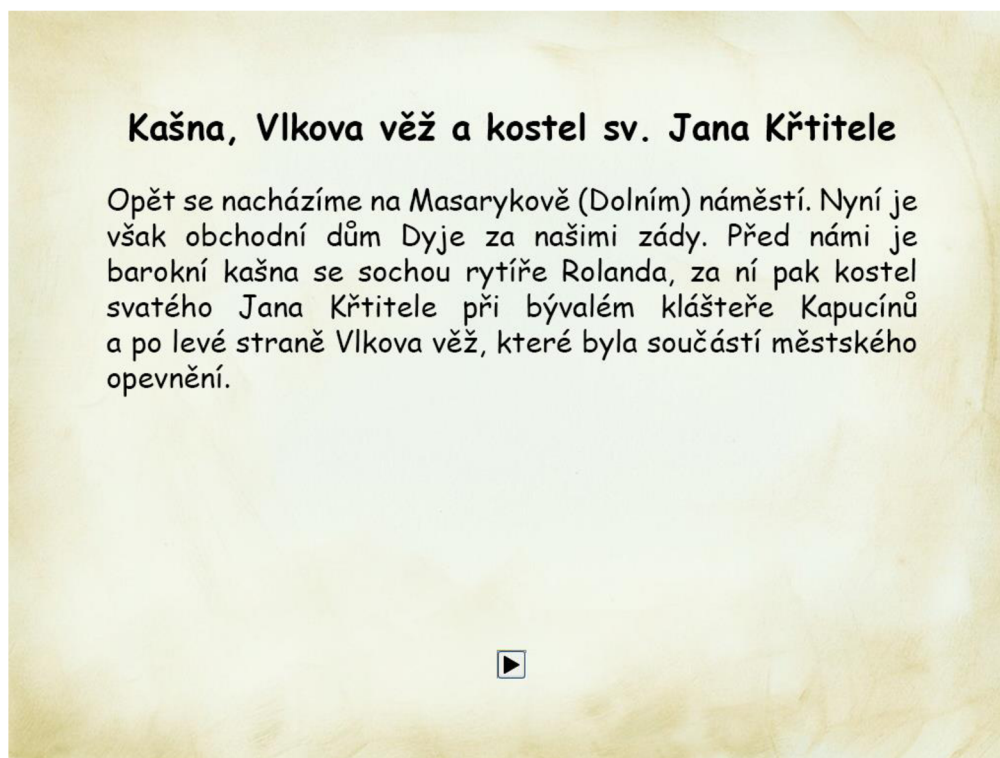 Kašna, Vlkova věž a kostel sv. Jana Křtitele
Opět se nacházíme na Masarykově (Dolním) náměstí. Nyní je
však obchodní dům Dyje za našimi zády. Před námi je
barokní kašna se sochou rytíře Rolanda, za ní pak kostel
svatého Jana Křtitele při bývalém klášteře Kapucínů
a po levé straně Vlkova věž, které byla součástí městského
opevnění.